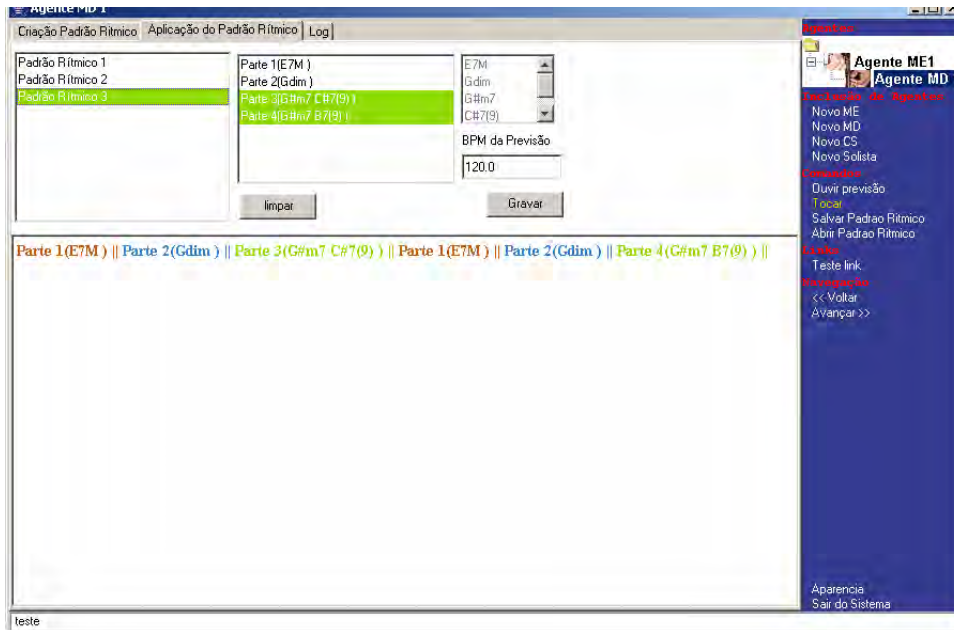 Agente MD 1
Criação Padrão Ritmico
Aplicação do Padrão Rítmico
Log
Padrão Rítmico 1
Padrão Rítmico 2
Padrão Rítmico 3
Parte 1(E7M )
Parte 2(Gdim )
Parte 3(G#m7 C#7(9) )
Parte 4(G#m7 B7(9) )
E7M
Gdim
G#m7
C#7(9)
BPM da Previsão
120.0
limpar
Gravar
Parte 1(E7M ) || Parte 2(Gdim ) || Parte 3(G#m7 C#7(9) ) || Parte 1(E7M ) || Parte 2(Gdim ) || Parte 4(G#m7 B7(9) ) ||
teste
Agente ME1
Agente MD
Novo ME
Novo MD
Novo CS
Novo Solista
Ouvir previsão
Tocar
Salvar Padrao Ritmico
Abrir Padrao Ritmico
Teste link
<< Voltar
Avançar >>
Aparencia
Sair do Sistema